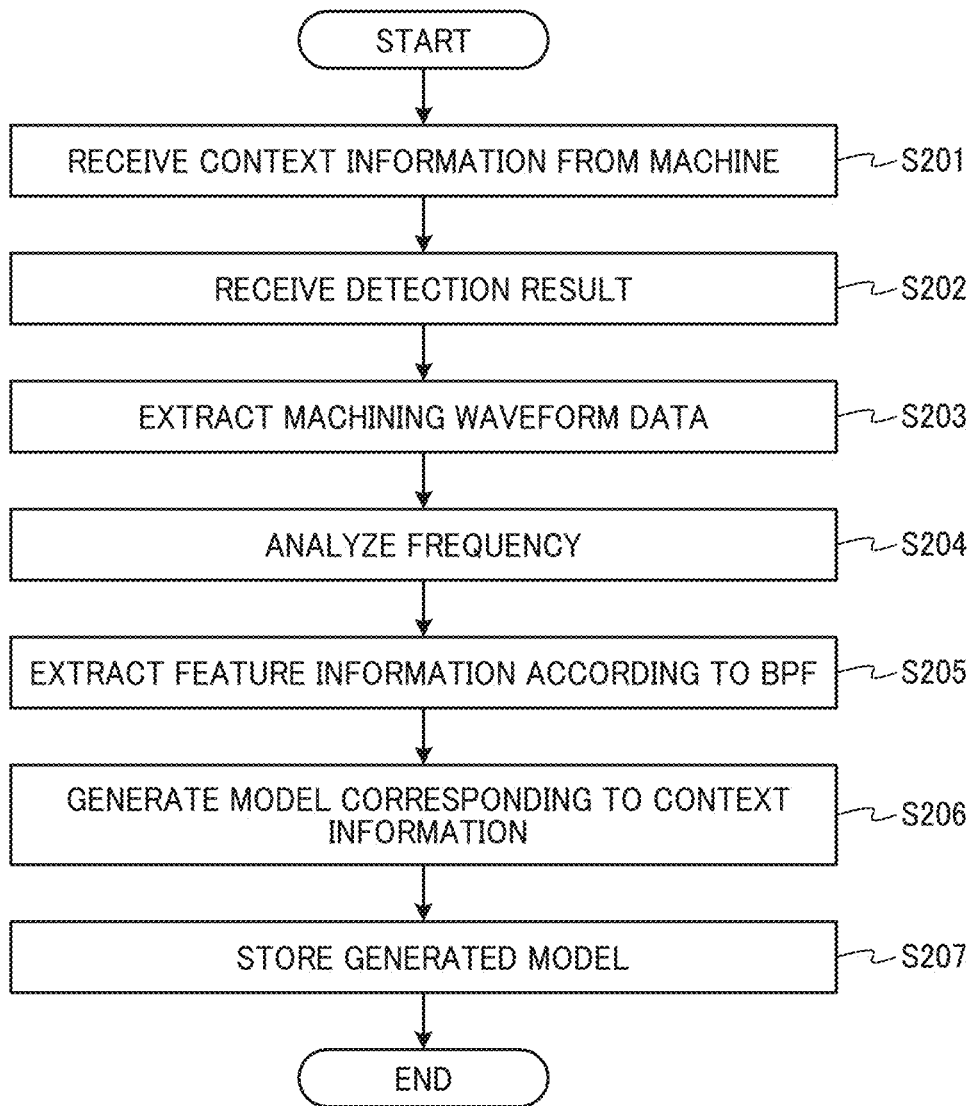 START
RECEIVE CONTEXT INFORMATION FROM MACHINE
S201
RECEIVE DETECTION RESULT
S202
EXTRACT MACHINING WAVEFORM DATA
S203
ANALYZE FREQUENCY
S204
EXTRACT FEATURE INFORMATION ACCORDING TO BPF
S205
GENERATE MODEL CORRESPONDING TO CONTEXT
INFORMATION
S206
STORE GENERATED MODEL
S207
END